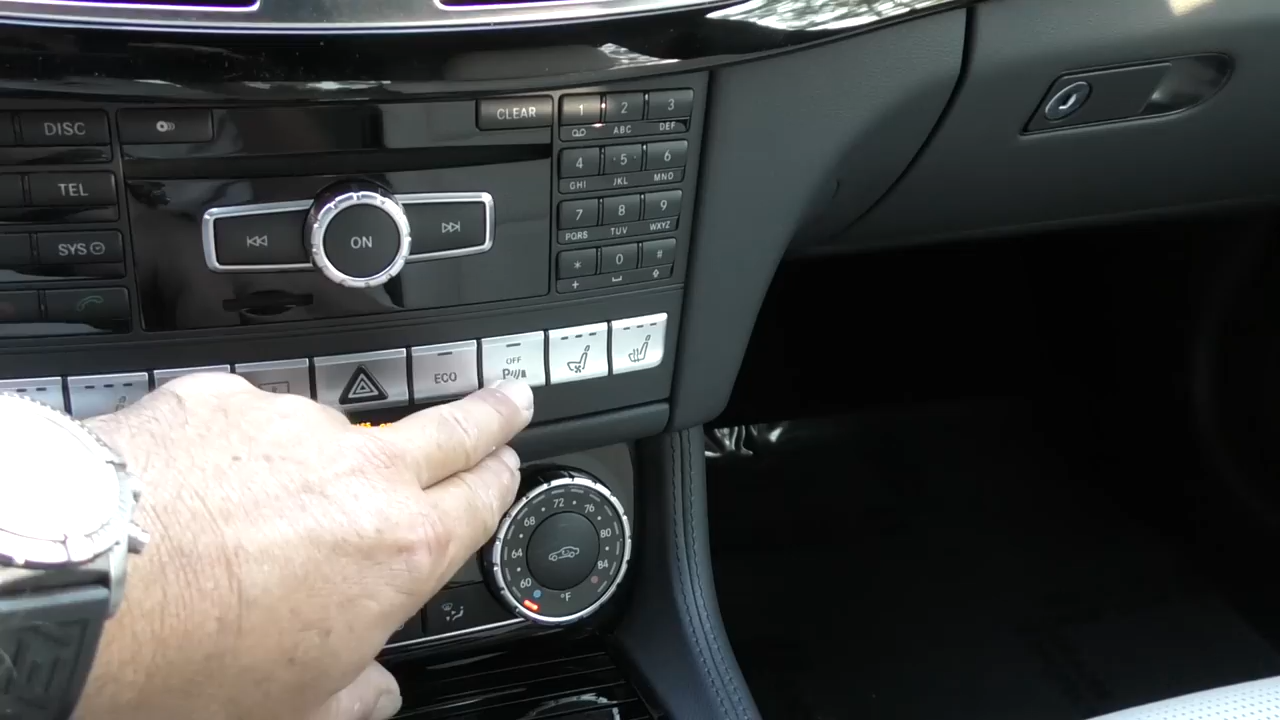 CLEAR
1 2 3
ABC DEF
DISC
4 5 6
GHI JKL MNO
TEL
7 8 9
PQRS TUV WXYZ
ON
SYS
* 0 #
+
OFF
P
ECO
72
68 76
64 80
60 84
°F